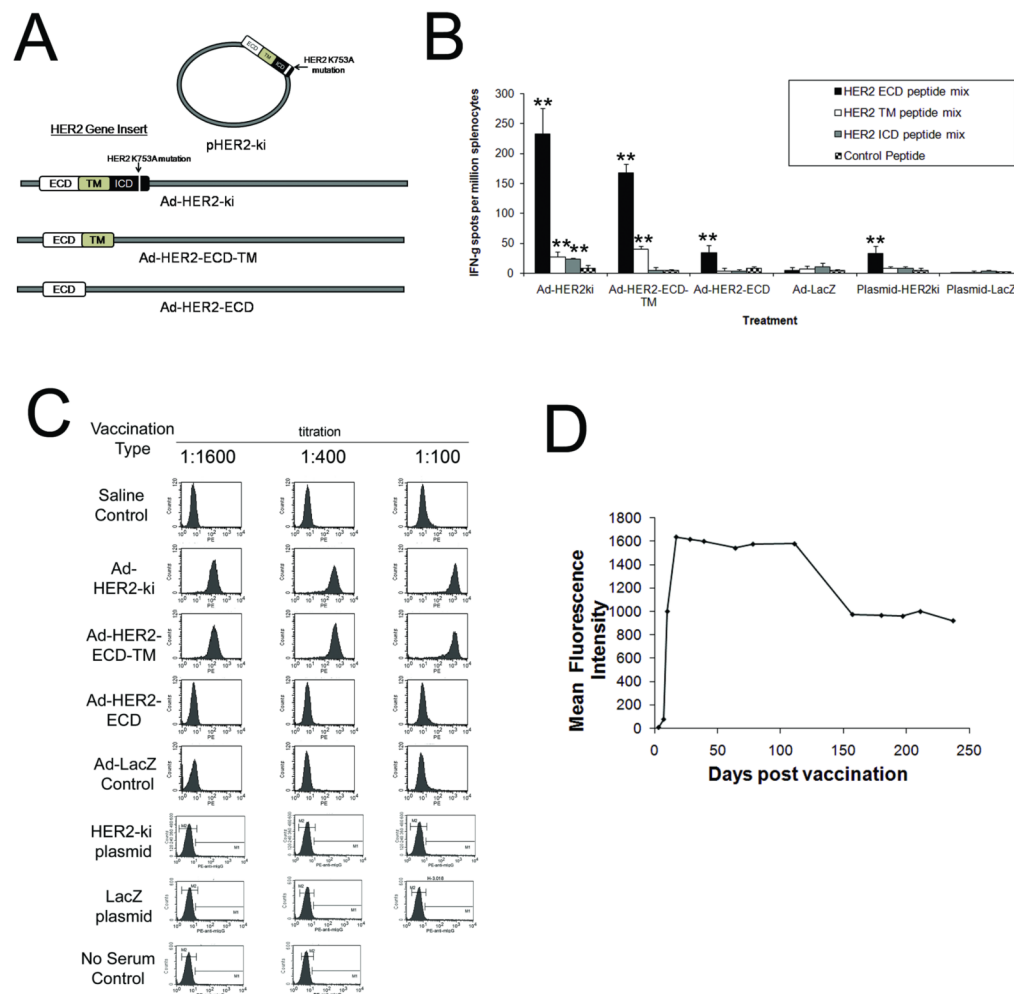 A
ECD TM ICD
HER2 K753A
mutation
pHER2-ki
HER2 Gene Insert
HER2 K753A mutation
ECD TM ICD
Ad-HER2-ki
ECD TM
Ad-HER2-ECD-TM
ECD
Ad-HER2-ECD
B
HER2 ECD peptide mix
HER2 TM peptide mix
HER2 ICD peptide mix
Control Peptide
IFN-g spots per million splenocytes
300
250
200
150
100
50
0
**
** **
**
**
**
**
Ad-HER2ki
Ad-HER2-ECD-
TM
Ad-HER2-ECD
Ad-LacZ
Plasmid-HER2ki
Plasmid-LacZ
Treatment
C
Vaccination
Type
titration
1:1600 1:400 1:100
Saline
Control
Ad-
HER2-ki
Ad-HER2-
ECD-TM
Ad-HER2-
ECD
Ad-LacZ
Control
HER2-ki
plasmid
LacZ
plasmid
No Serum
Control
D
Mean Fluorescence
Intensity
1800
1600
1400
1200
1000
800
600
400
200
0
0 50 100 150 200 250
Days post vaccination